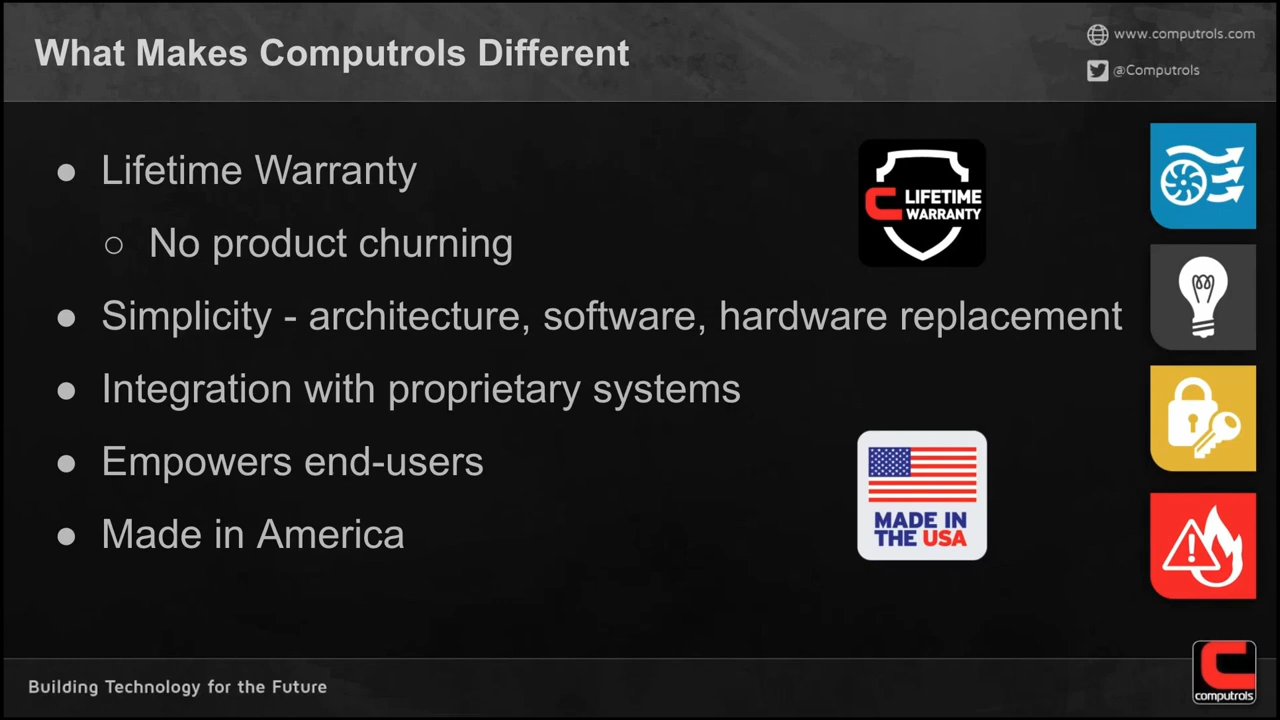 What Makes Computrols Different
www.computrols.com
@Computrols
● Lifetime Warranty
○ No product churning
● Simplicity - architecture, software, hardware replacement
● Integration with proprietary systems
● Empowers end-users
● Made in America
LIFETIME
WARRANTY
MADE IN
THE USA
Building Technology for the Future
computrols